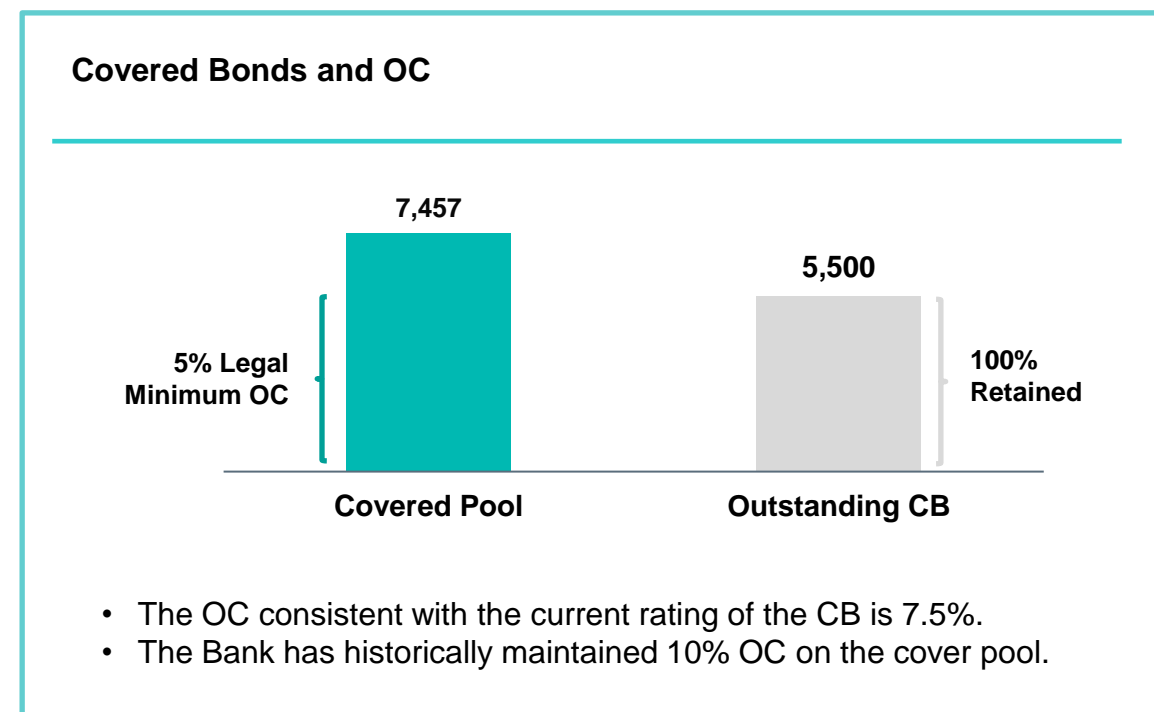 Covered Bonds and OC
7,457
5,500
5% Legal
Minimum OC
100%
Retained
Covered Pool
Outstanding CB
• The OC consistent with the current rating of the CB is 7.5%.
• The Bank has historically maintained 10% OC on the cover pool.